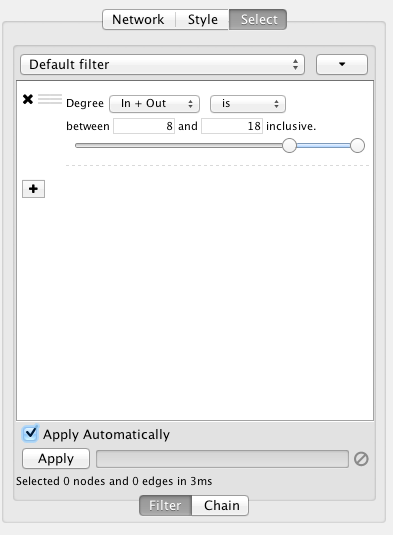 Network Style Select
Default filter
Degree In + Out is
between 8 and 18 inclusive.
Apply Automatically
Apply
Selected 0 nodes and 0 edges in 3ms
Filter Chain